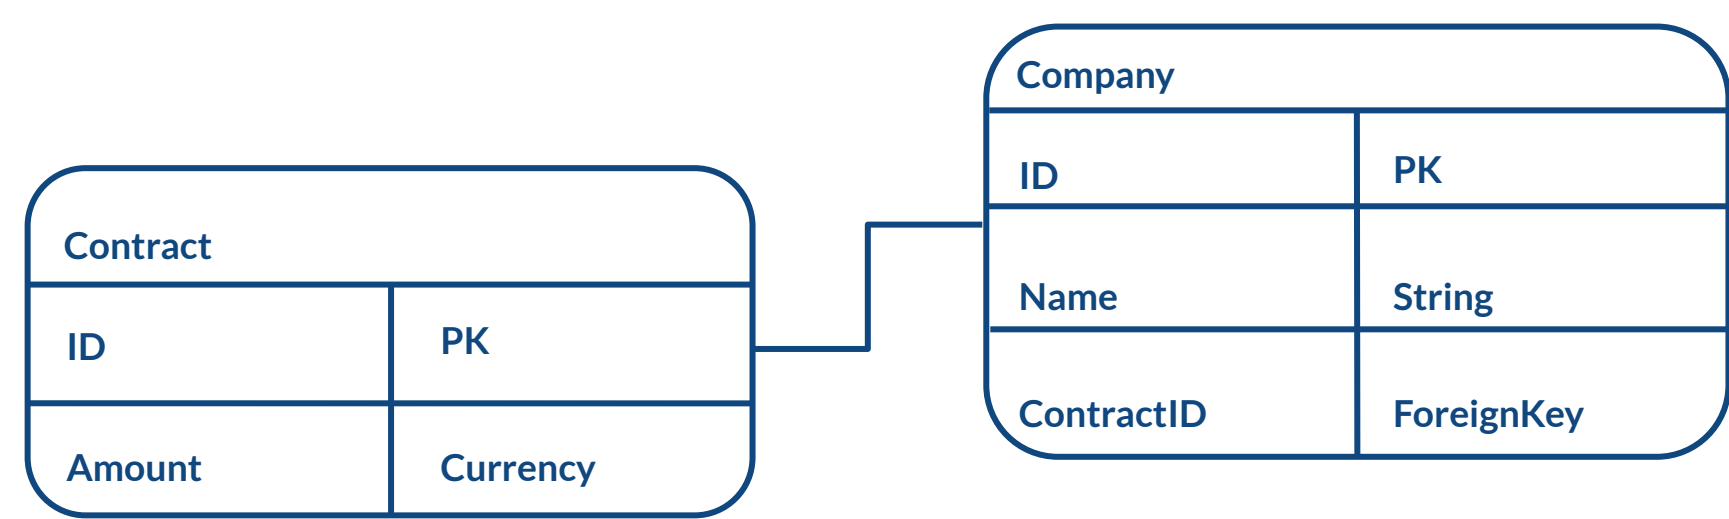 Contract
ID PK
Amount Currency
Company
ID PK
Name String
ContractID ForeignKey